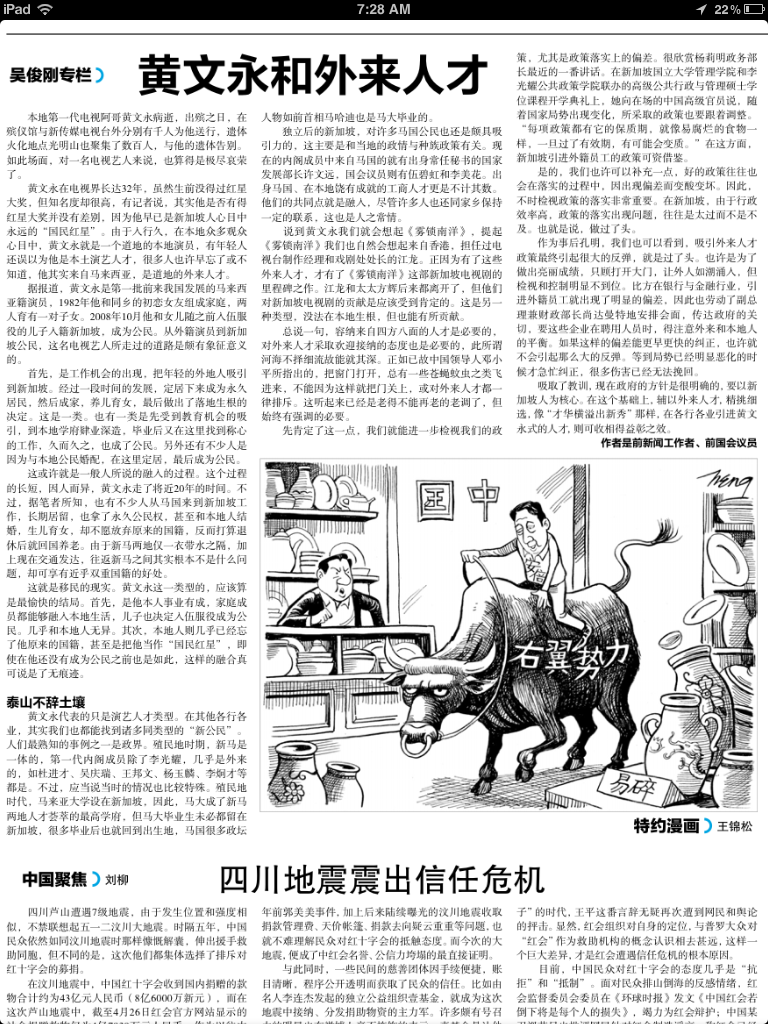 iPad
7:28 AM
22%
吴俊刚专栏
黄文永和外来人才
本地第一代电视阿哥黄文永病逝，出殡之日，在
殡仪馆与新传媒电视台外分别有千人为他送行，遗体
火化地点光明山也聚集了数百人，与他的遗体告别。
如此场面，对一名电视艺人来说，也算得是极尽哀荣
了。
黄文永在电视界长达32年，虽然生前没得过红星
大奖，但知名度很高，有记者说，其实他是否有得
红星大奖并没有差别，因为他早已是新加坡人心目中
永远的“国民红星”。由于人行久，在本地众多观众
心目中，黄文永就是一个道地的本地演员，有年轻人
还误以为他是本土演艺人才，很多人也许早忘了或不
知道，他其实来自马来西亚，是道地的外来人才。
据报道，黄文永是第一批前来我国发展的马来西
亚籍演员，1982年他和同乡的初恋女友组成家庭，两
人育有一对子女。2008年10月他和女儿随之前入伍服
役的儿子入籍新加坡，成为公民。从外籍演员到新加
坡公民，这名电视艺人所走过的道路是颇有象征意义
的。
首先，是工作机会的出现，把年轻的外地人吸引
到新加坡。经过一段时间的发展，定居下来成为永久
居民，然后成家，养儿育女，最后做出了落地生根的
决定。这是一类。也有一类是先受到教育机会的吸
引，到本地学府肄业深造，毕业后又在这里找到称心
的工作，久而久之，也成了公民。另外还有不少人是
因为与本地公民婚配，在这里定居，最后成为公民。
这或许就是一般人所说的融人的过程。这个过程
的长短，因人而异，黄文永走了将近20年的时间。不
过，据笔者所知，也有不少人从马国来到新加坡工
作，长期居留，也拿了永久公民权，甚至和本地人结
婚，生儿育女，却不愿放弃原来的国籍，反而打算退
休后就回国养老。由于新马两地仅一衣带水之隔，加
上现在交通发达，往返新马之间其实根本不是什么问
题，却可享有近乎双重国籍的好处。
这就是移民的现实。黄文永这一类型的，应该算
是最愉快的结局。首先，是他本人事业有成，家庭成
员都能够融入本地生活，儿子也决定入伍服役成为公
民。几乎和本地人无异。其次，本地人则几乎已经忘
了他原来的国籍，甚至是把他当作“国民红星”，即
使在他还没有成为公民之前也是如此，这样的融合真
可说是了无痕迹。
泰山不辞土壤
黄文永代表的只是演艺人才类型。在其他各行各
业，其实我们也都能找到诸多同类型的“新公民”。
人们最熟知的事例之一是政界。殖民地时期，新马是
一体的，第一代内阁成员除了李光耀，几乎是外来
的，如杜进才、吴庆瑞、王邦文、杨玉麟、李炯才等
都是。不过，应当说当时的情况也比较特殊。殖民
时代，马来亚大学设在新加坡，因此，马大成了新马
两地人才荟萃的最高学府，但马大毕业生未必都留在
新加坡，很多毕业后也就回到出生地，马国很多政坛
人物如前首相马哈迪也是马大毕业的。
独立后的新加坡，对许多马国公民也还是颇具吸
引力的，这主要是和当地的政情与种族政策有关。现
在的内阁成员中来自马国的就有出身常任秘书的国家
发展部长许文远，国会议员则有伍碧虹和李美花。出
身马国、在本地饶有成就的工商人才更是不计其数。
他们的共同点就是融人，尽管许多人也还同家乡保持
一定的联系，这也是人之常情。
说到黄文永我们就会想起《雾锁南洋》，提起
《雾锁南洋》我们也自然会想起来自香港，担任过电
视台制作经理和戏剧处处长的江龙。正因为有了这些
外来人才，才有了《雾锁南洋》这部新加坡电视剧的
里程碑之作。江龙和太太方辉后来都离开了，但他们
对新加坡电视剧的贡献是应该受到肯定的。这是另一
种类型，没法在本地生根，但也能有所贡献。
总说一句，容纳来自四方八面的人才是必要的，
对外来人才采取欢迎接纳的态度也是必要的，此所谓
河海不择细流故能就其深。正如已故中国领导人邓小
平所指出的，把窗门打开，总有一些苍蝇蚊虫之类飞
进来，不能因为这样就把门关上，或对外来人才都一
律排斥。这听起来已经是老得不能再老的老调了，但
始终有强调的必要。
先肯定了这一点，我们就能进一步检视我们的政
策，尤其是政策落实上的偏差。很欣赏杨莉明政务部
长最近的一番讲话。在新加坡国立大学管理学院和李
光耀公共政策学院联办的高级公共行政与管理硕士学
位课程开学典礼上，她向在场的中国高级官员说，随
着国家局势出现变化，所采取的政策也要跟着调整。
“每项政策都有它的保质期，就像易腐烂的食物一
样，一旦过了有效期，有可能会变质。”在这方面，
新加坡引进外籍员工的政策可资借鉴。
是的，我们也许可以补充一点，好的政策往往也
会在落实的过程中，因出现偏差而变酸变坏。因此，
不时检视政策的落实非常重要。在新加坡，由于行政
效率高，政策的落实出现问题，往往是太过而不是不
及。也就是说，做过了头。
作为事后孔明，我们也可以看到，吸引外来人才
政策最终引起很大的反弹，就是过了头。也许是为了
做出亮丽成绩，只顾打开大门，让外人如潮涌人，但
检视和控制明显不到位。比方在银行与金融行业，引
进外籍员工就出现了明显的偏差，因此也劳动了副总
理兼财政部长尚达曼特地安排会面，传达政府的关
切，要这些企业在聘用人员时，得注意外来和本地人
的平衡。如果这样的偏差能更早更快的纠正，也许就
不会引起那么大的反弹。等到局势已经明显恶化的时
候才急忙纠正，很多伤害已经无法挽回。
吸取了教训，现在政府的方针是很明确的，要以新
加坡人为核心。在这个基础上，辅以外来人才，精挑细
选，像“才华横溢出新秀”那样，在各行各业引进黄文
永式的人才，则可收相得益彰之效。
作者是前新闻工作者、前国会议员
Heng
国中
右翼势力
易碎
特约漫画
王锦松
中国聚焦
刘柳
四川地震震出信任危机
四川芦山遭遇7级地震，由于发生位置和强度相
似，不禁联想起五一二汶川大地震。时隔五年，中国
民众依然如同汶川地震时那样慷慨解囊，伸出援手救
助同胞，但不同的是，这次他们都集体选择了排斥对
红十字会的募捐。
在汶川地震中，中国红十字会收到国内捐赠的款
物合计约为43亿元人民币（8亿6000万新元），而在
这次芦山地震中，截至4月26日红会官方网站显示的
年前郭美美事件，加上后来陆续曝光的汶川地震收取
捐款管理费、天价帐篷、捐款去向疑云重重等问题，也
就不难理解民众对红十字会的抵触态度。而今次的大
地震，便成了中红会名誉、公信力垮塌的最直接证明。
与此同时，一些民间的慈善团体因手续便捷，账
目清晰，程序公开透明而获取了民众的信任。比如由
名人李连杰发起的独立公益组织壹基金，就成为这次
地震中接纳、分发捐助物资的主力军。许多颇有号召
子”的时代，王平这番言辞无疑再次遭到网民和舆论
的抨击。显然，红会组织对自身的定位，与普罗大众对
“红会”作为救助机构的概念认识相去甚远，这样一
个巨大差异，才是红会遭遇信任危机的根本原因。
目前，中国民众对红十字会的态度几乎是“抗
拒”和“抵制”。面对民众排山倒海的反感情绪，红
会监督委员会委员在《环球时报》发文《中国红会若
倒下将是每个人的损失》，竭力为红会辩护；中国某